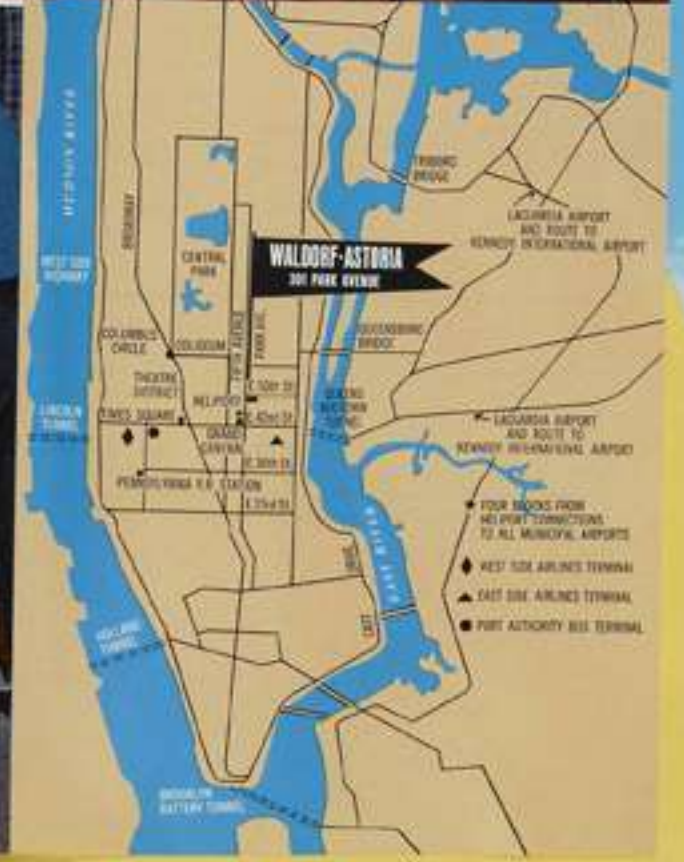 HUDSON RIVER
WEST SIDE
HIGHWAY
BROADWAY
TRIBORO
BRIDGE
LAGUARDIA AIRPORT
AND ROUTE TO
KENNEDY INTERNATIONAL AIRPORT
CENTRAL
PARK
WALDORF-ASTORIA
301 PARK AVENUE
COLUMBUS
CIRCLE
COLISEUM
FIFTH AVENUE
PARK AVE.
QUEENSBORO
BRIDGE
THEATRE
DISTRICT
E. 50th St.
HELIPORT
QUEENS
MIDTOWN
TUNNEL
LINCOLN
TUNNEL
TIMES SQUARE
E. 42nd St.
GRAND
CENTRAL
LAGUARDIA AIRPORT
AND ROUTE TO
KENNEDY INTERNATIONAL AIRPORT
PENNSYLVANIA R.R. STATION
E. 23rd St.
EAST RIVER
FOUR BLOCKS FROM
HELIPORT CONNECTIONS
TO ALL MUNICIPAL AIRPORTS
WEST SIDE AIRLINES TERMINAL
EAST SIDE AIRLINES TERMINAL
PORT AUTHORITY BUS TERMINAL
EAST
DRIVE
HOLLAND
TUNNEL
BROOKLYN
BATTERY TUNNEL